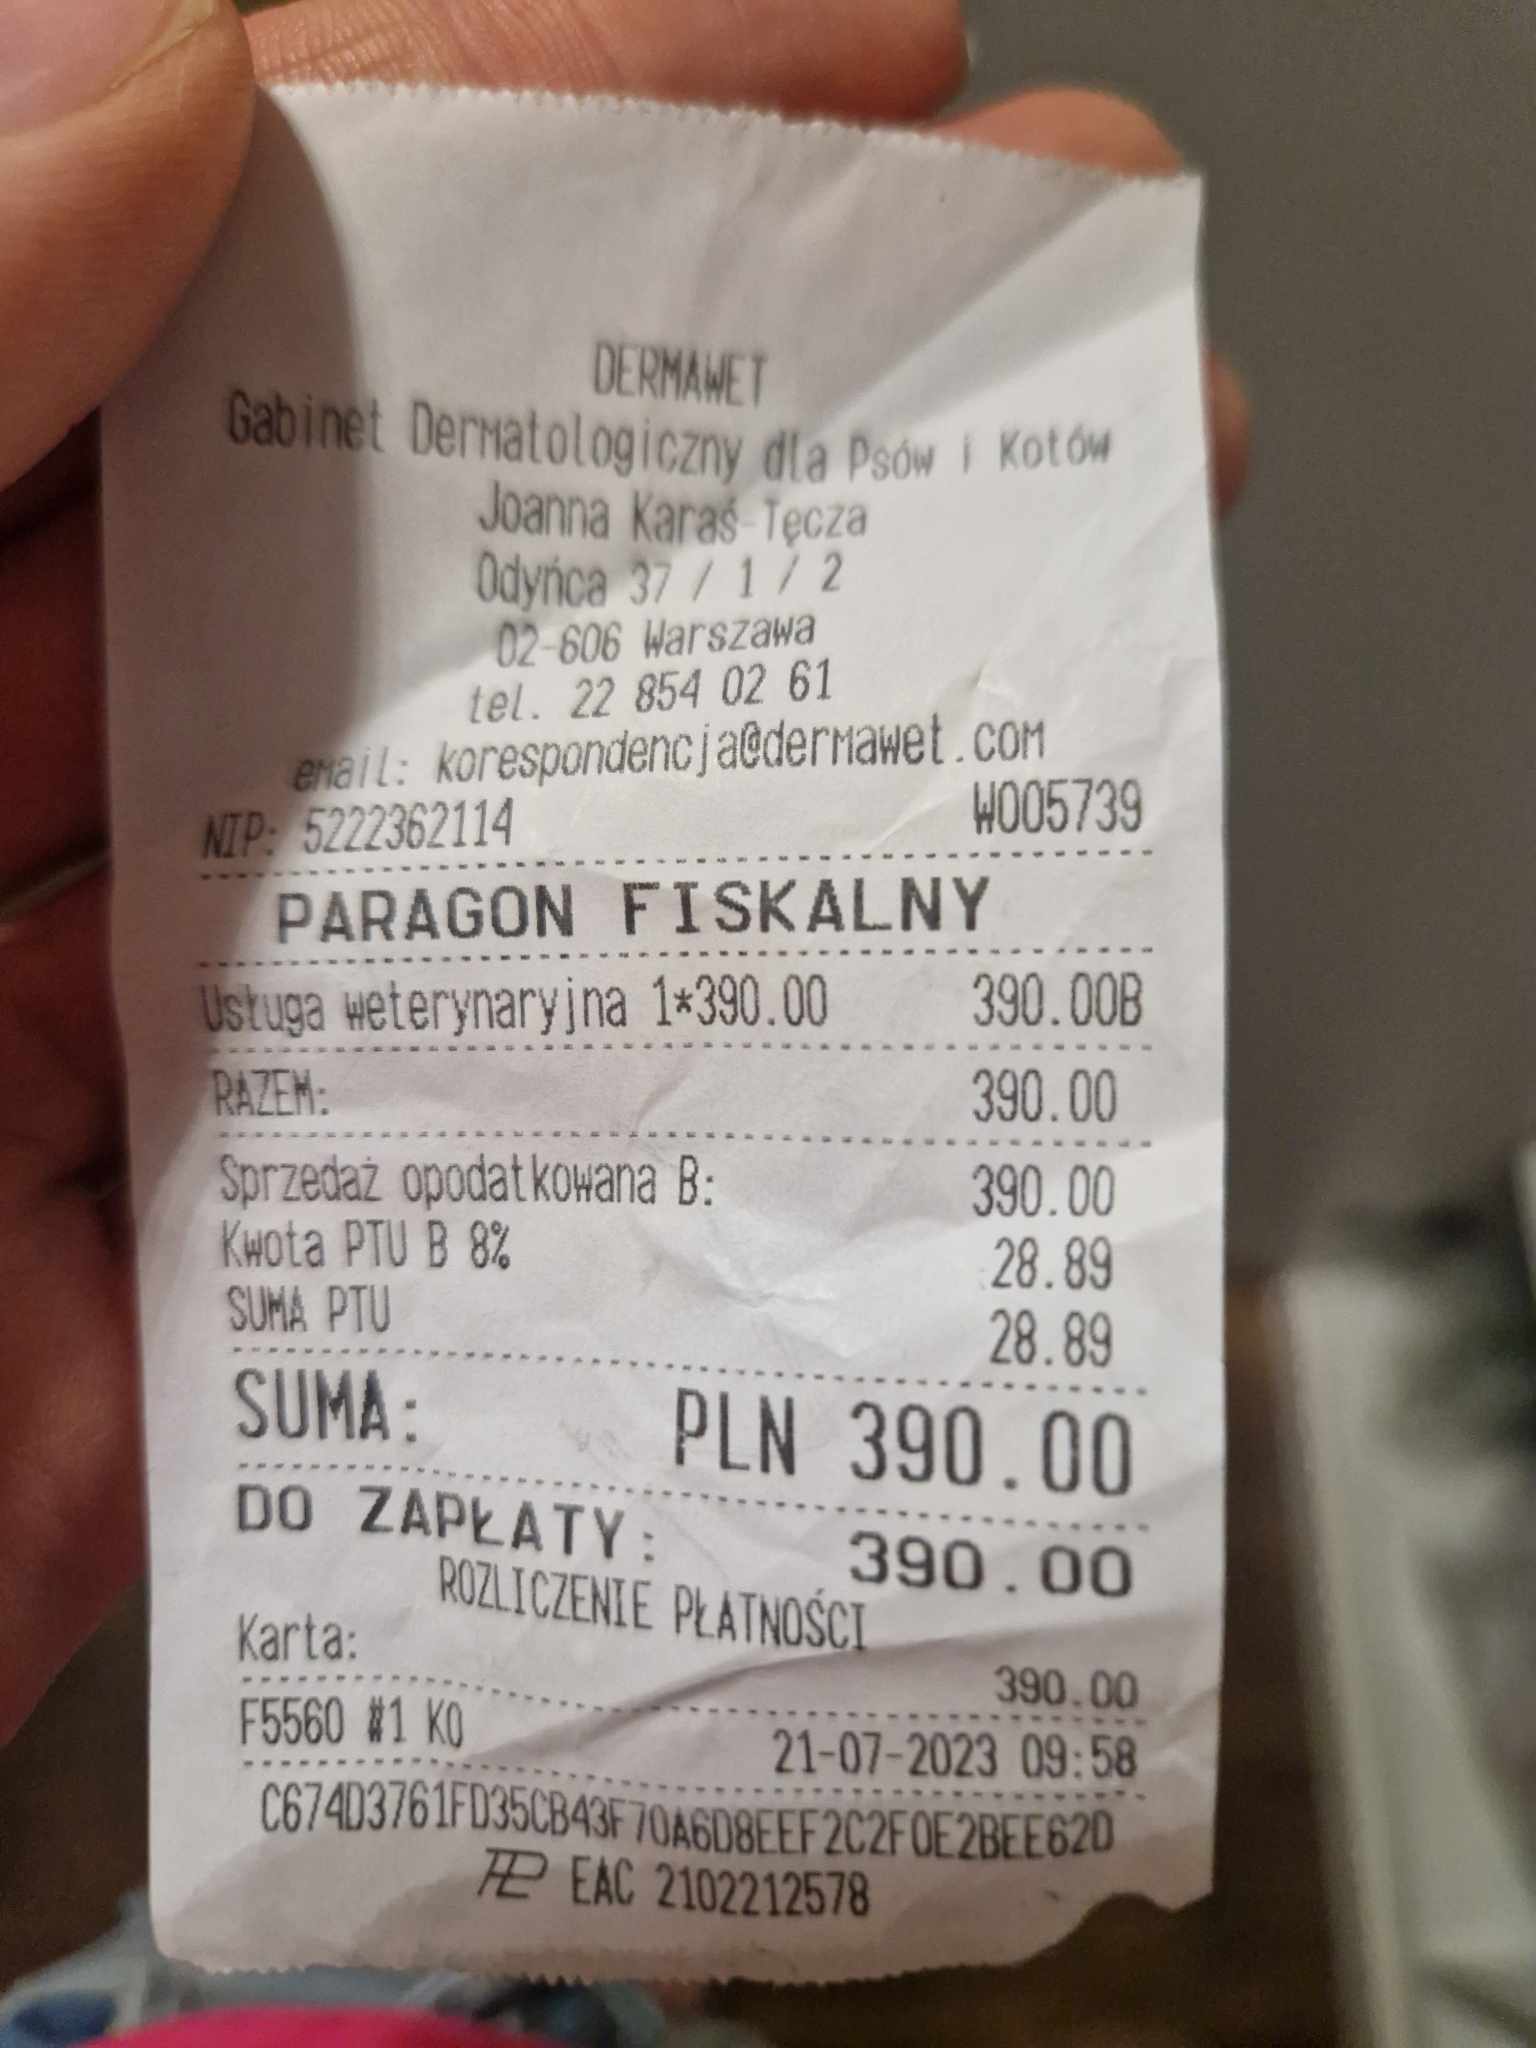 DERMAWET
Gabinet Dermatologiczny dla Psów i Kotów
Joanna Karaś-Tęcza
Odyńca 37 / 1 / 2
02-606 Warszawa
tel. 22 854 02 61
email: korespondencja@dermawet.com
NIP: 5222362114 W005739
PARAGON FISKALNY
Usługa weterynaryjna 1*390.00 390.00B
RAZEM: 390.00
Sprzedaż opodatkowana B: 390.00
Kwota PTU B 8% 28.89
SUMA PTU 28.89
SUMA: PLN 390.00
DO ZAPŁATY: 390.00
ROZLICZENIE PŁATNOŚCI
Karta: 390.00
F5560 #1 KO 21-07-2023 09:58
C674D3761FD35CB43F70A6D8EEF2C2F0E2BEE62D
PL EAC 2102212578